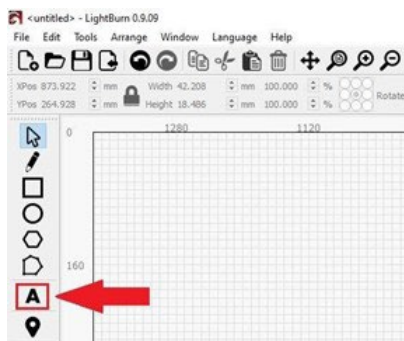 <untitled> - LightBurn 0.9.09
File Edit Tools Arrange Window Language Help
XPos 873.922 mm Width 42.208 mm 100.000 %
YPos 264.928 mm Height 18.486 mm 100.000 % Rotate
0 1280 1120
160
A